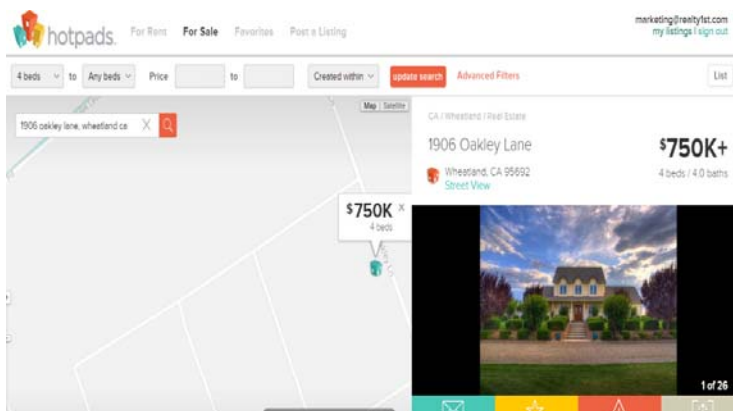 hotpads.
For Rent For Sale Favorites Post a Listing
marketing@realty1st.com
my listings | sign out
4 beds to Any beds Price to Created within update search Advanced Filters List
Map Satellite
1906 oakley lane, wheatland ca X
CA / Wheatland / Real Estate
1906 Oakley Lane
$750K+
Wheatland, CA 95692
4 beds / 4.0 baths
Street View
$750K X
4 beds
1 of 26